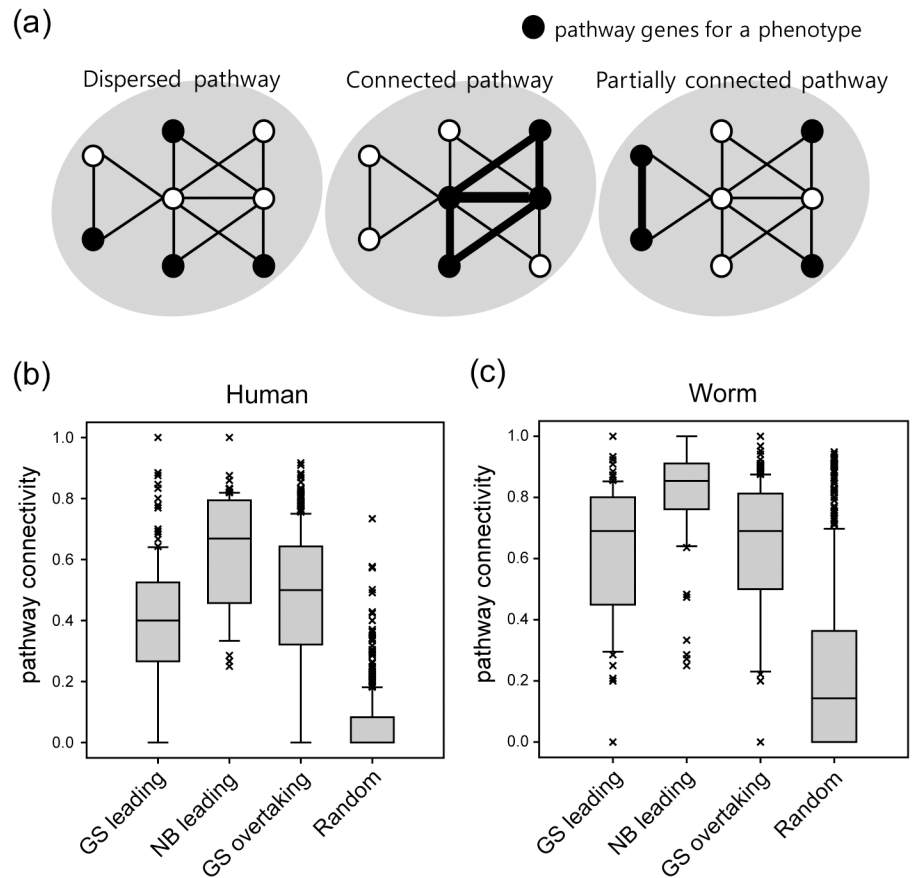 (a)
pathway genes for a phenotype
Dispersed pathway
Connected pathway
Partially connected pathway
(b)
Human
pathway connectivity
1.0
0.8
0.6
0.4
0.2
0.0
GS leading
NB leading
GS overtaking
Random
(c)
Worm
pathway connectivity
1.0
0.8
0.6
0.4
0.2
0.0
GS leading
NB leading
GS overtaking
Random